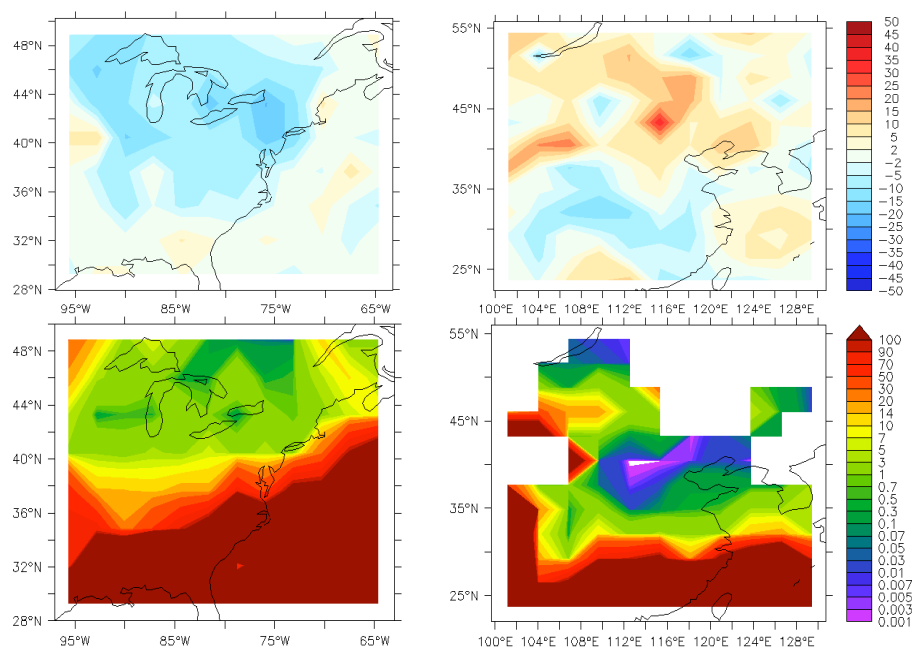 48°N
44°N
40°N
36°N
32°N
28°N
95°W
85°W
75°W
65°W
55°N
45°N
35°N
25°N
100°E
104°E
108°E
112°E
116°E
120°E
124°E
128°E
50
45
40
35
30
25
20
15
10
5
2
-2
-5
-10
-15
-20
-25
-30
-35
-40
-45
-50
48°N
44°N
40°N
36°N
32°N
28°N
95°W
85°W
75°W
65°W
55°N
45°N
35°N
25°N
100°E
104°E
108°E
112°E
116°E
120°E
124°E
128°E
100
90
70
50
30
20
14
10
7
5
3
1
0.7
0.5
0.3
0.1
0.07
0.05
0.03
0.01
0.007
0.005
0.003
0.001